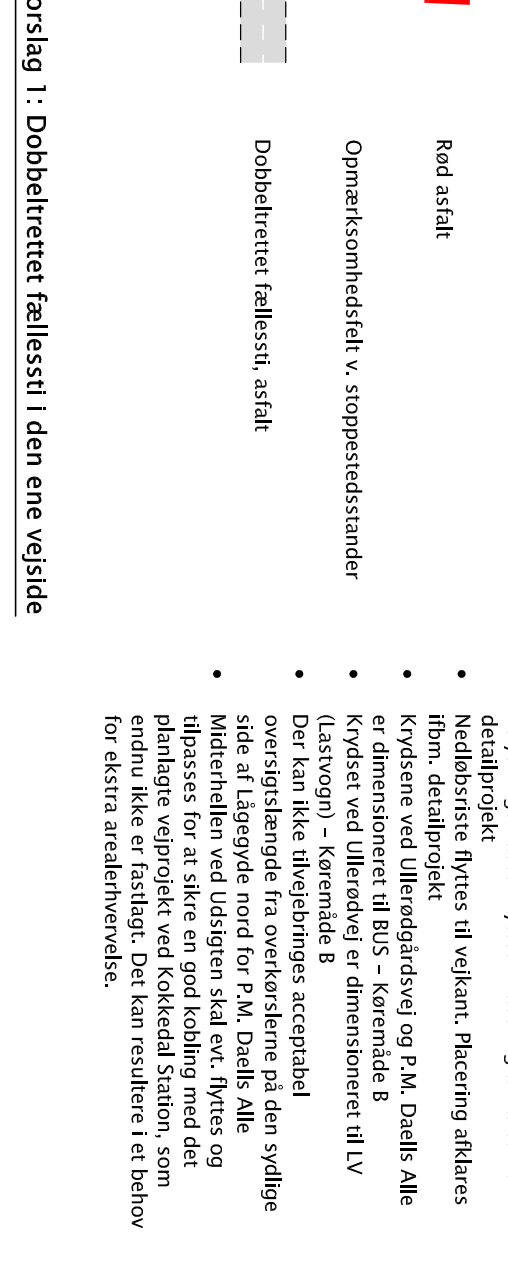 Rød asfalt
Opmærksomhedsfelt v. stoppestedsstander
Dobbeltrettet fællessti, asfalt
detailprojekt
• Nedløbsriste flyttes til vejkant. Placering afklares
ifbm. detailprojekt
• Krydsene ved Ullerødgårdsvej og P.M. Daells Alle
er dimensioneret til BUS – Køremåde B
• Krydset ved Ullerødvej er dimensioneret til LV
(Lastvogn) – Køremåde B
• Der kan ikke tilvejebringes acceptabel
oversigtslængde fra overkørslerne på den sydlige
side af Lågegyde nord for P.M. Daells Alle
• Midterhellen ved Udsigten skal evt. flyttes og
tilpasses for at sikre en god kobling med det
planlagte vejprojekt ved Kokkedal Station, som
endnu ikke er fastlagt. Det kan resultere i et behov
for ekstra arealerhvervelse.
orslag 1: Dobbeltrettet fællessti i den ene vejside